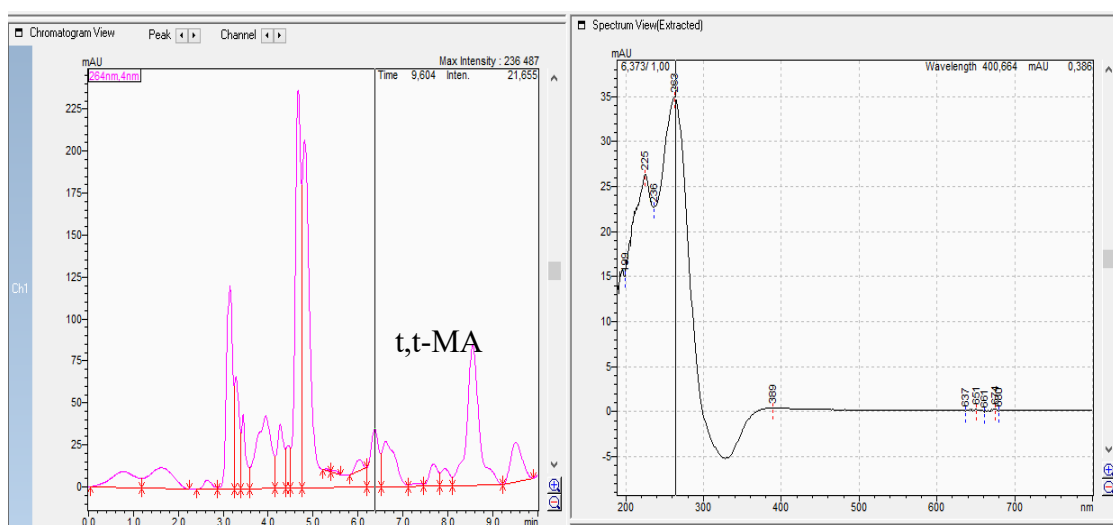 Chromatogram View Peak Channel
mAU
Max Intensity : 236 487
264nm,4nm
Time 9,604 Inten. 21,655
225
200
175
150
125
100
75
50
25
0
t,t-MA
Ch1
0.0 1.0 2.0 3.0 4.0 5.0 6.0 7.0 8.0 9.0 min
Spectrum View(Extracted)
mAU
6,373/ 1,00
Wavelength 400,664 mAU 0,386
35
30
25
20
15
10
5
0
-5
199
225
236
263
389
637
651
661
674
680
200 300 400 500 600 700 nm